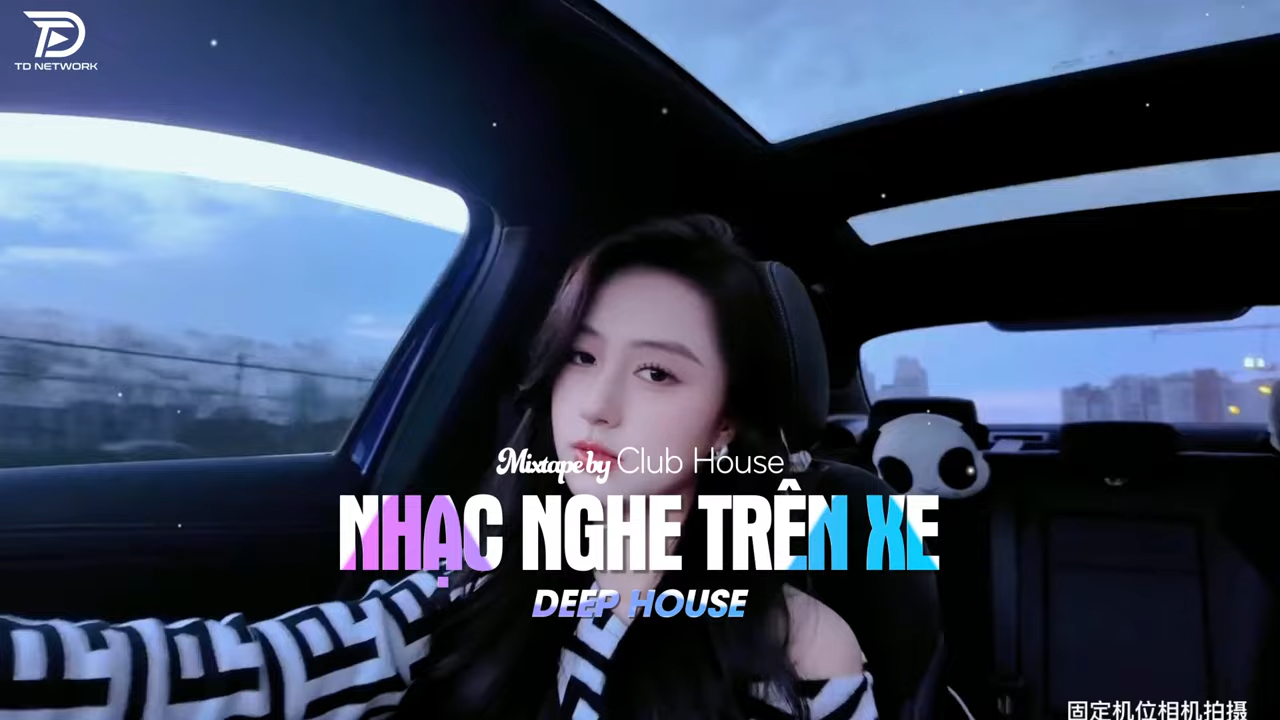 TD NETWORK
Mixtape by Club House
NHẠC NGHE TRÊN XE
DEEP HOUSE
固定机位相机拍摄